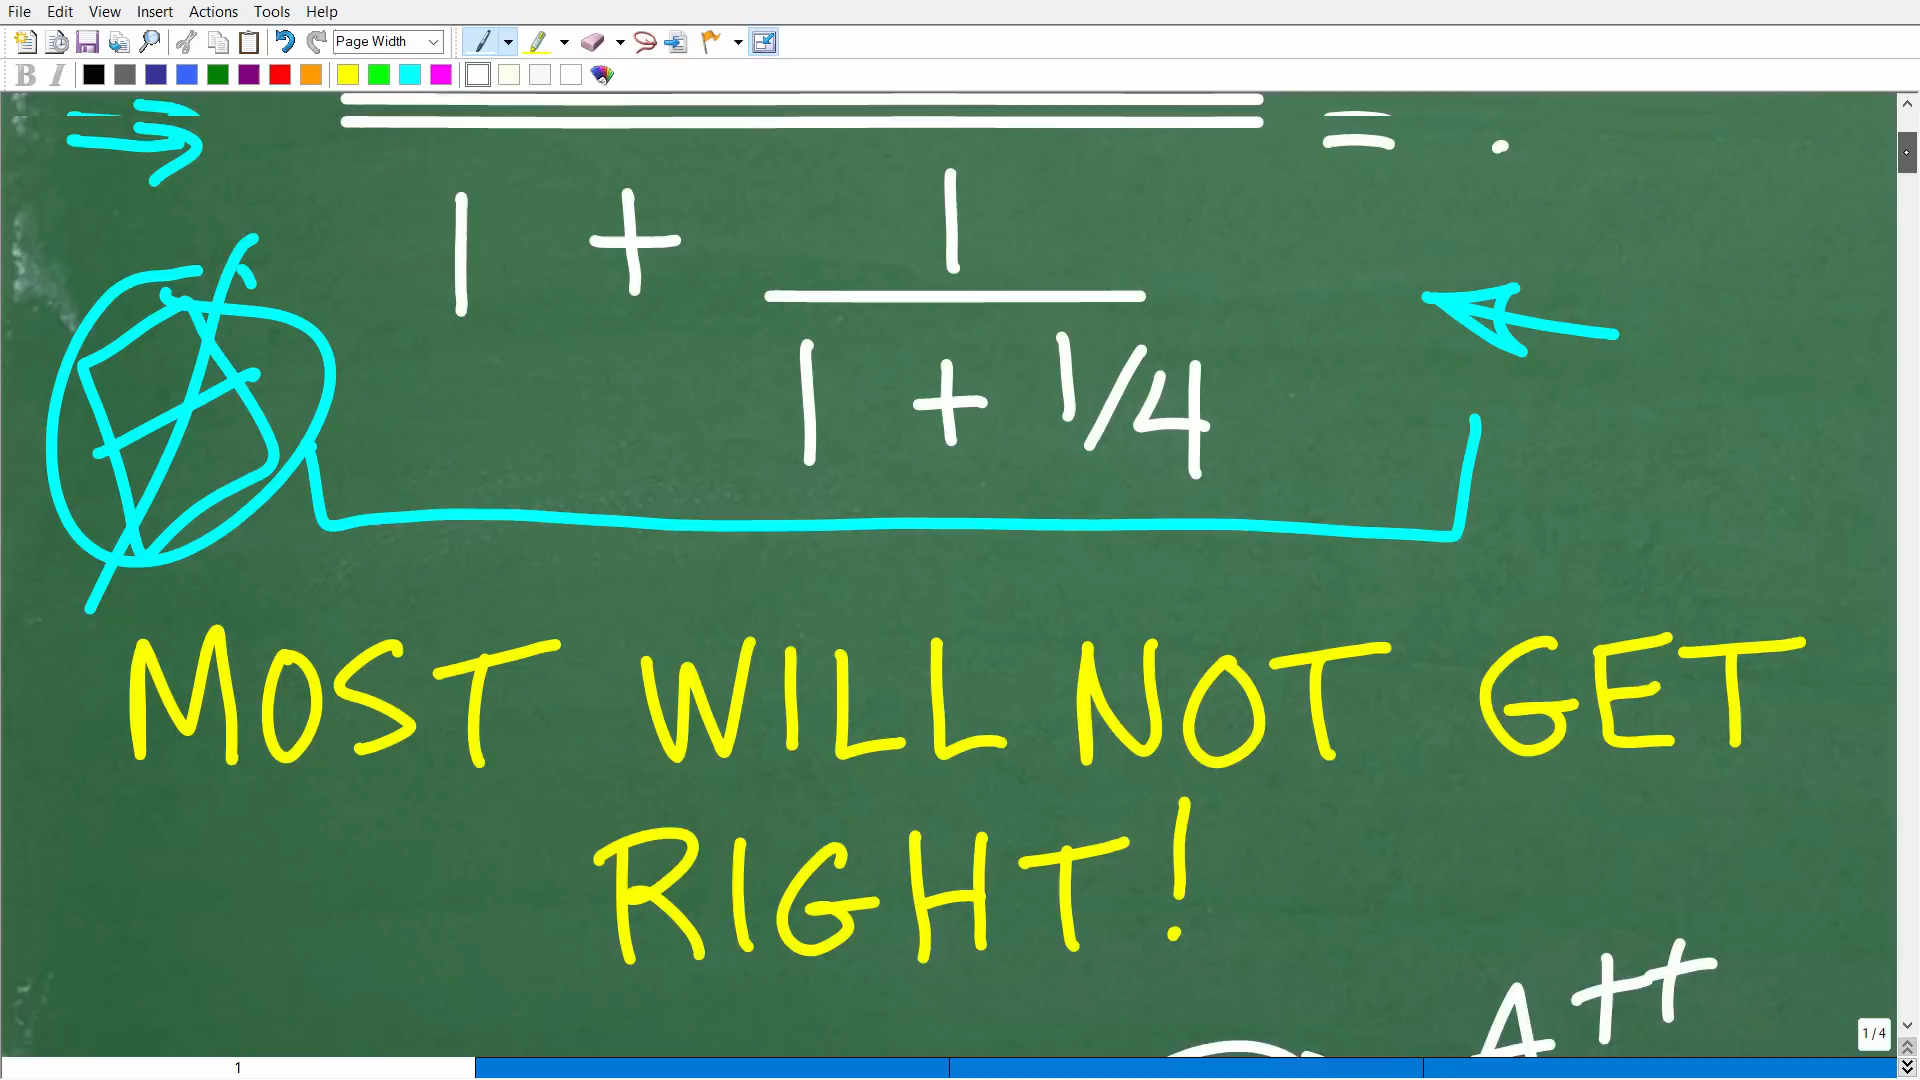 File Edit View Insert Actions Tools Help
Page Width
B I
= .
1 + 1
1 + 1/4
MOST WILL NOT GET
RIGHT!
A++
1 / 4
1